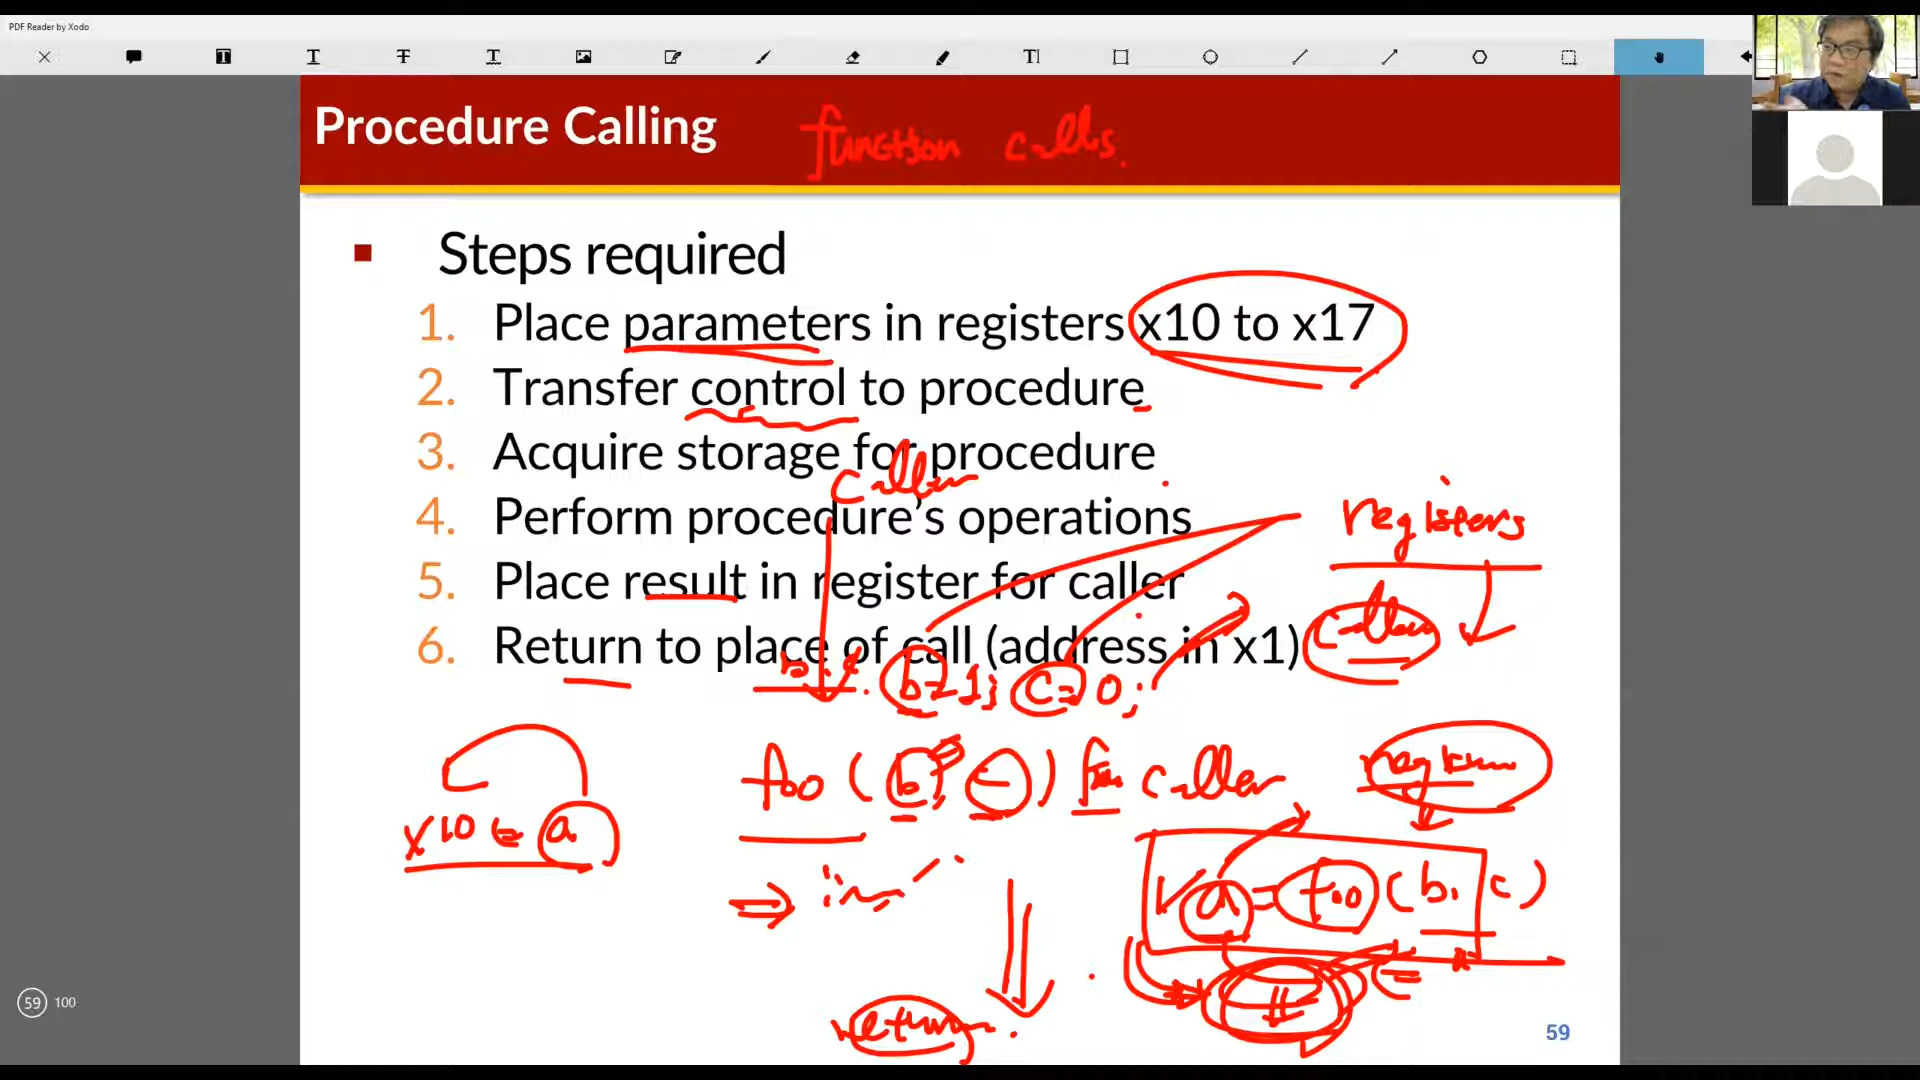 PDF Reader by Xodo
Procedure Calling
function calls.
Steps required
1. Place parameters in registers x10 to x17
2. Transfer control to procedure
3. Acquire storage for procedure
4. Perform procedure's operations
5. Place result in register for caller
6. Return to place of call (address in x1)
caller
registers
caller
b=1; c=0;
foo (b, c) caller
x10 = a
a = foo (b, c)
return.
59 100
59